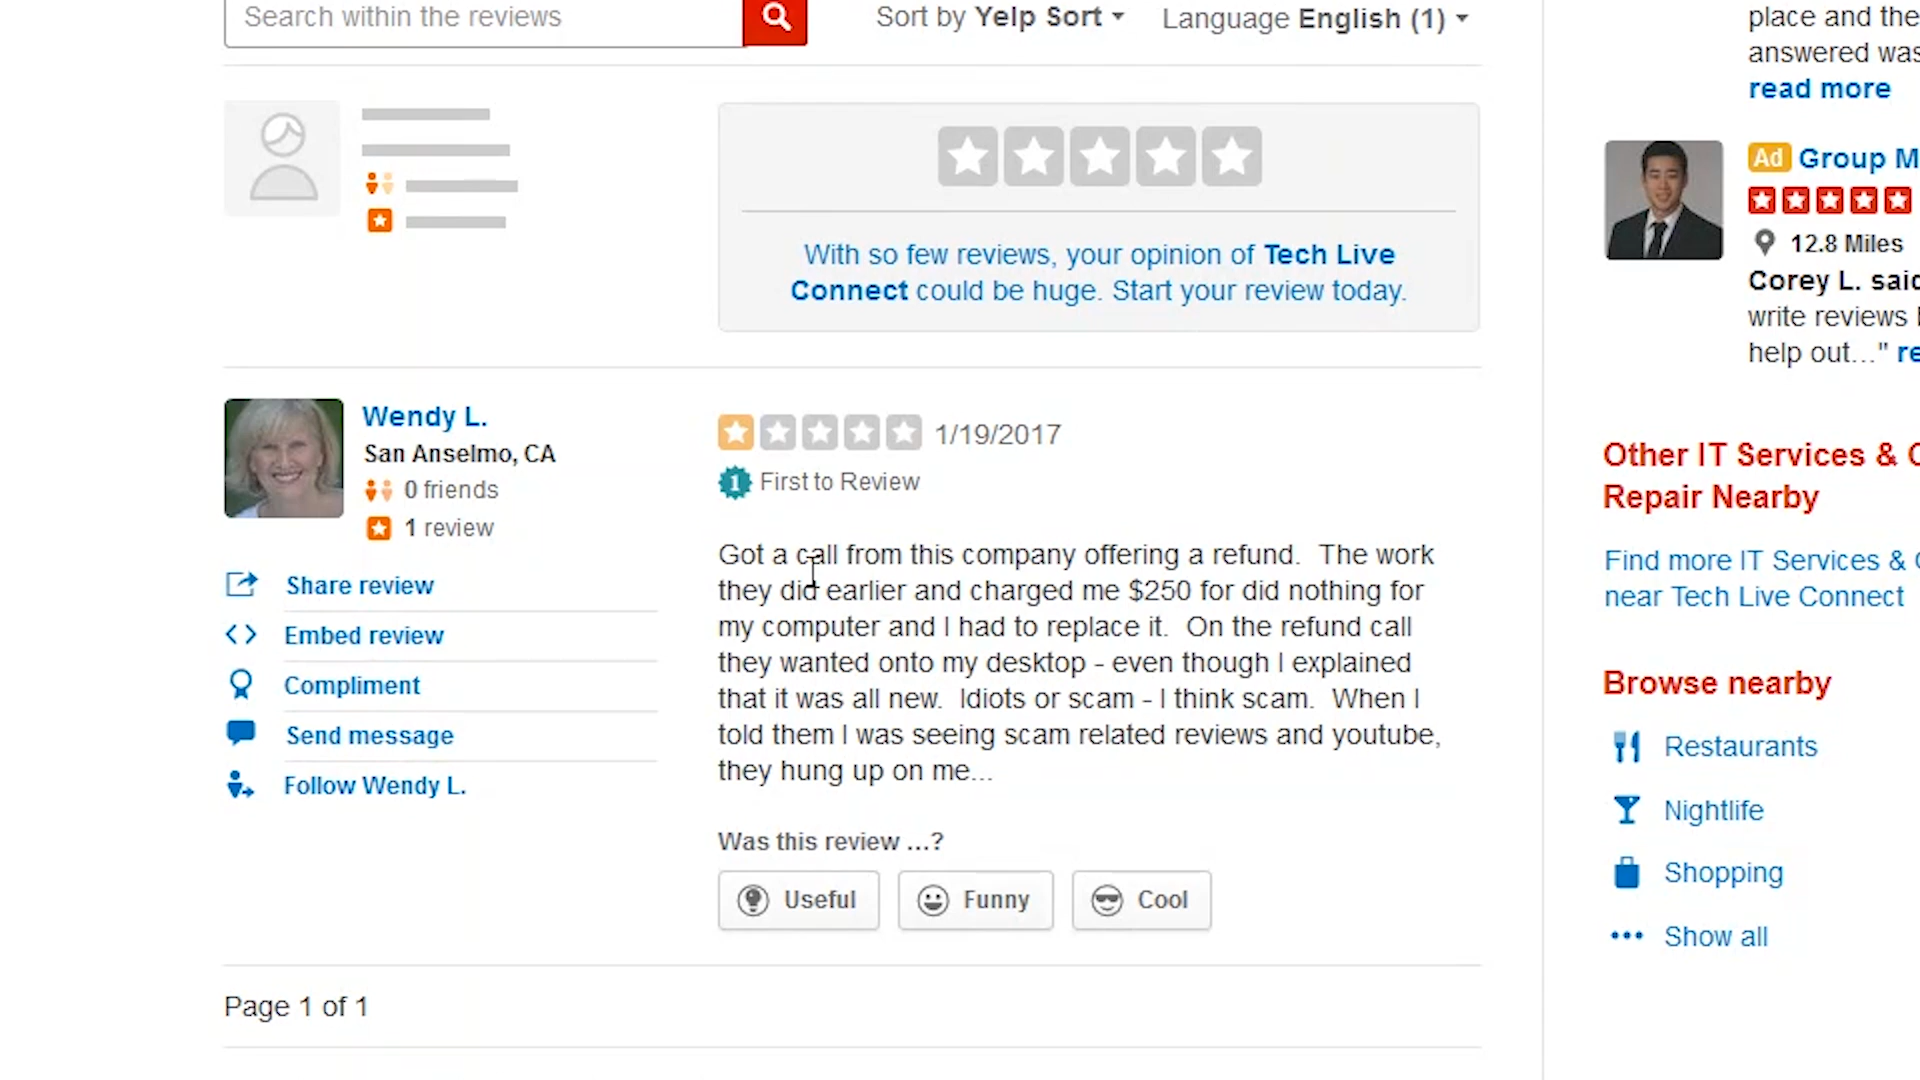 Search within the reviews
Sort by Yelp Sort
Language English (1)
With so few reviews, your opinion of Tech Live
Connect could be huge. Start your review today.
Wendy L.
San Anselmo, CA
0 friends
1 review
Share review
Embed review
Compliment
Send message
Follow Wendy L.
1/19/2017
1 First to Review
Got a call from this company offering a refund.  The work
they did earlier and charged me $250 for did nothing for
my computer and I had to replace it.  On the refund call
they wanted onto my desktop - even though I explained
that it was all new.  Idiots or scam - I think scam.  When I
told them I was seeing scam related reviews and youtube,
they hung up on me...
Was this review ...?
Useful
Funny
Cool
Page 1 of 1
place and the
answered was
read more
Ad Group M
12.8 Miles
Corey L. said
write reviews
help out..." re
Other IT Services & C
Repair Nearby
Find more IT Services &
near Tech Live Connect
Browse nearby
Restaurants
Nightlife
Shopping
Show all